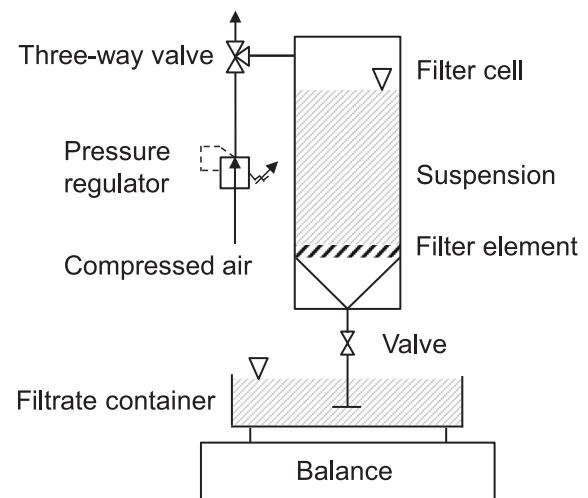 Three-way valve
Filter cell
Pressure
regulator
Suspension
Filter element
Compressed air
Valve
Filtrate container
Balance